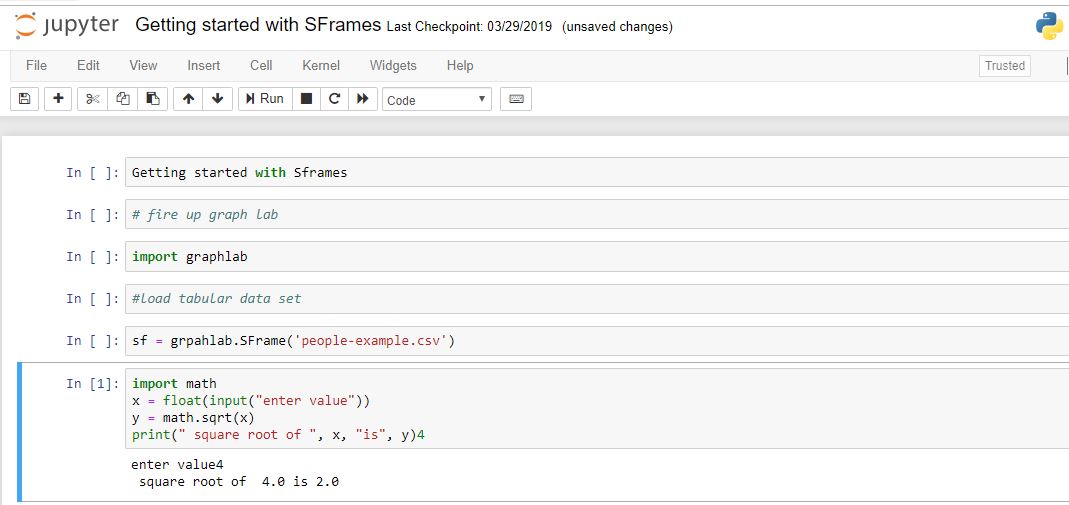 jupyter Getting started with SFrames Last Checkpoint: 03/29/2019 (unsaved changes)
File Edit View Insert Cell Kernel Widgets Help Trusted
Run Code
In [ ]: Getting started with Sframes
In [ ]: # fire up graph lab
In [ ]: import graphlab
In [ ]: #load tabular data set
In [ ]: sf = grpahlab.SFrame('people-example.csv')
In [1]: import math
x = float(input("enter value"))
y = math.sqrt(x)
print(" square root of ", x, "is", y)4
enter value4
square root of  4.0 is 2.0